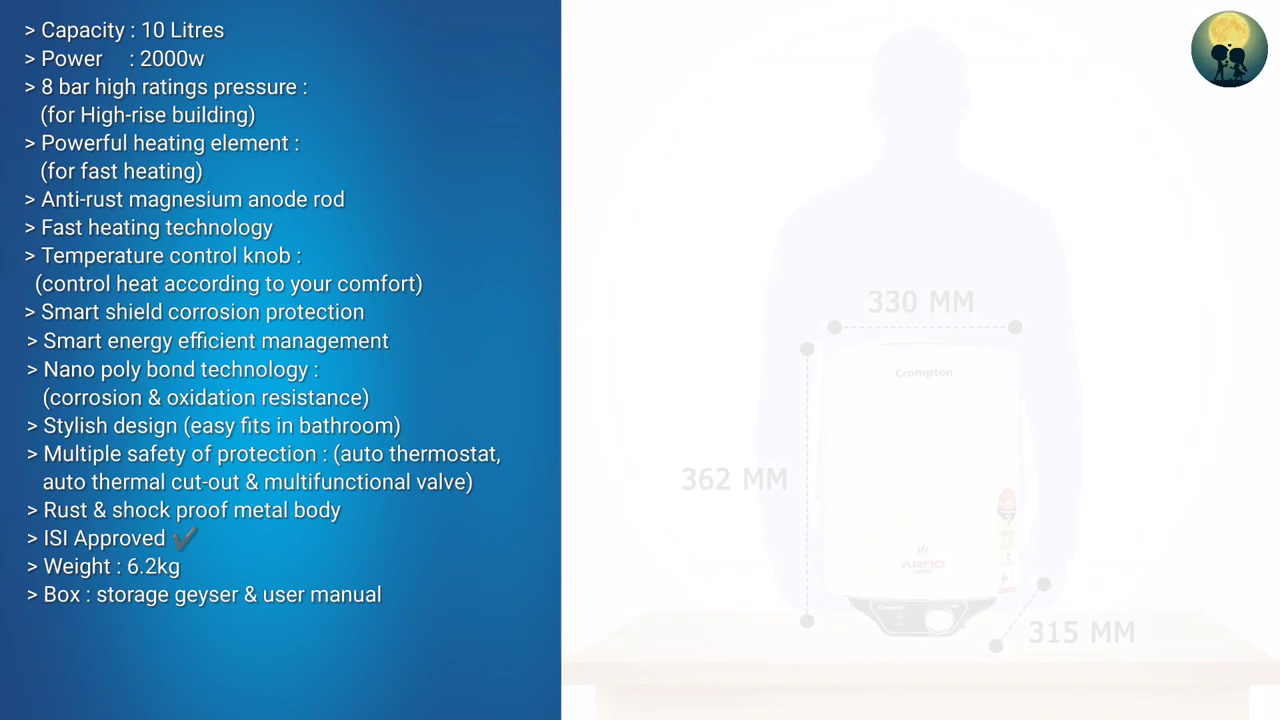 > Capacity : 10 Litres
> Power : 2000w
> 8 bar high ratings pressure :
(for High-rise building)
> Powerful heating element :
(for fast heating)
> Anti-rust magnesium anode rod
> Fast heating technology
> Temperature control knob :
(control heat according to your comfort)
> Smart shield corrosion protection
> Smart energy efficient management
> Nano poly bond technology :
(corrosion & oxidation resistance)
> Stylish design (easy fits in bathroom)
> Multiple safety of protection : (auto thermostat,
auto thermal cut-out & multifunctional valve)
> Rust & shock proof metal body
> ISI Approved ✔
> Weight : 6.2kg
> Box : storage geyser & user manual
330 MM
Crompton
362 MM
ARNO
315 MM